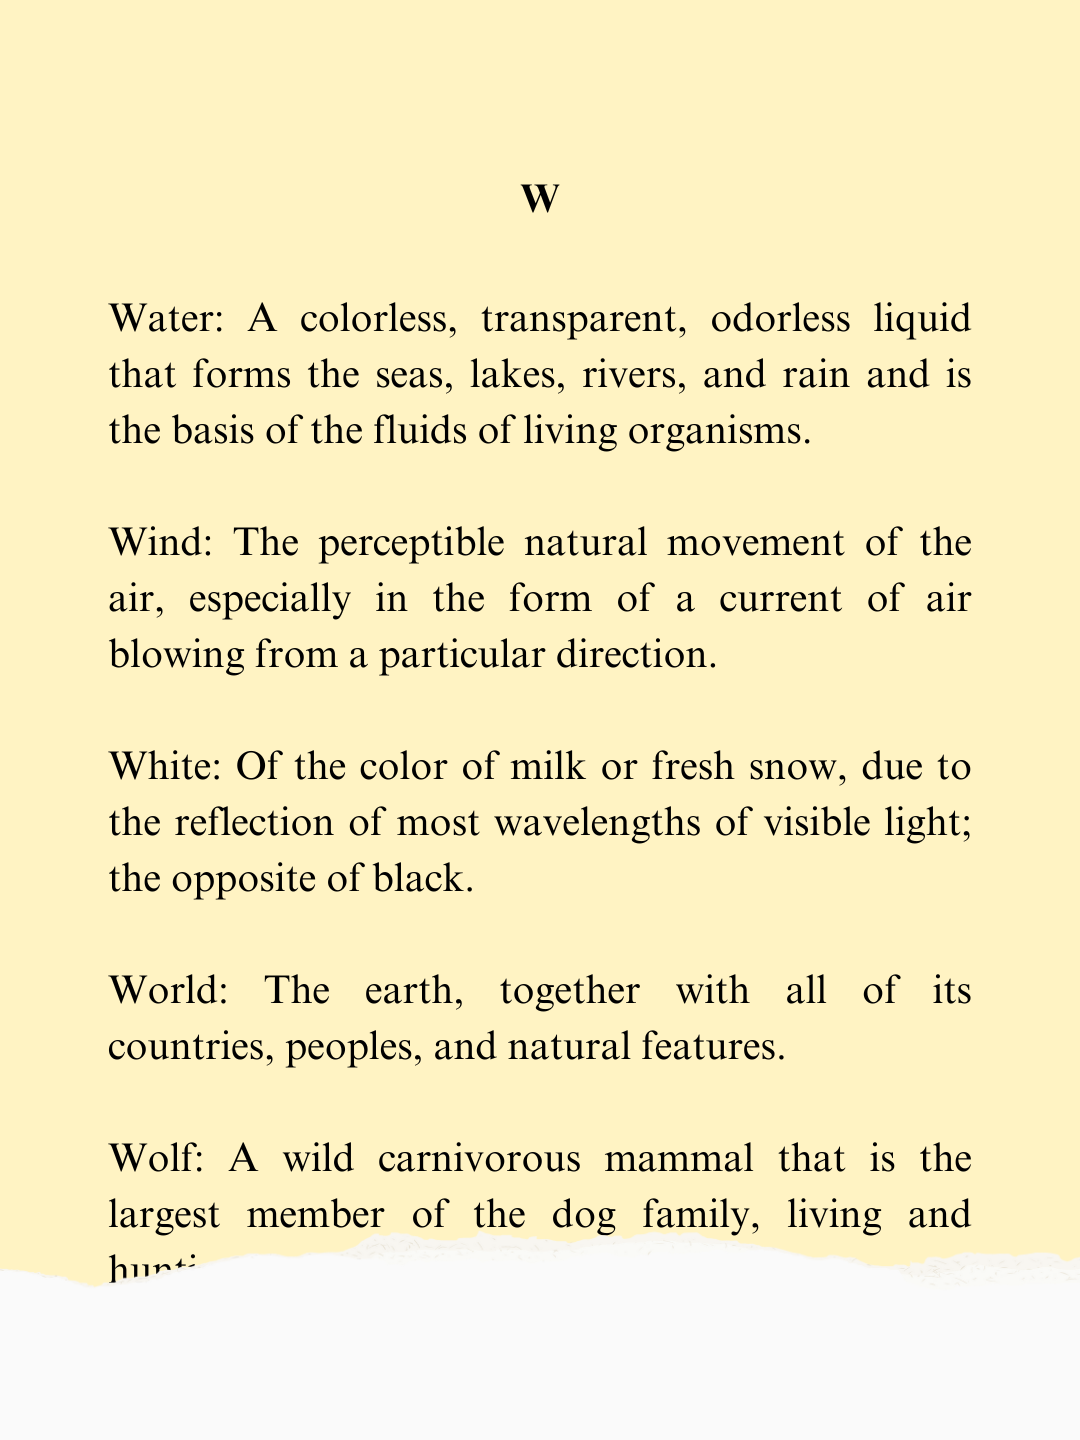 W
Water: A colorless, transparent, odorless liquid
that forms the seas, lakes, rivers, and rain and is
the basis of the fluids of living organisms.
Wind: The perceptible natural movement of the
air, especially in the form of a current of air
blowing from a particular direction.
White: Of the color of milk or fresh snow, due to
the reflection of most wavelengths of visible light;
the opposite of black.
World: The earth, together with all of its
countries, peoples, and natural features.
Wolf: A wild carnivorous mammal that is the
largest member of the dog family, living and